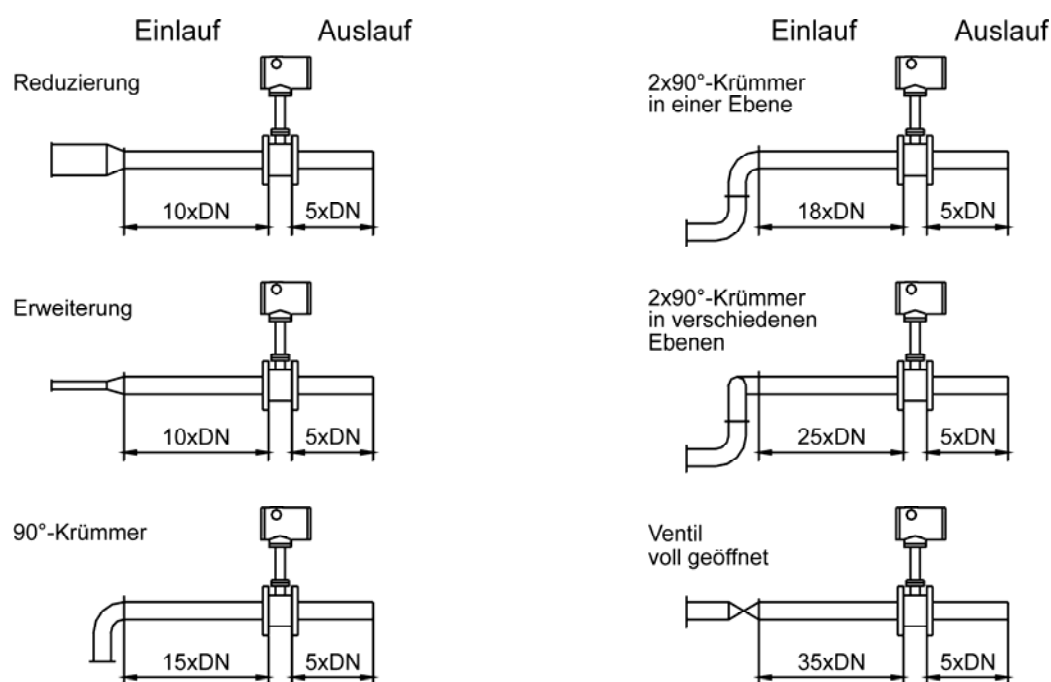 Einlauf Auslauf
Reduzierung
10xDN 5xDN
Erweiterung
10xDN 5xDN
90°-Krümmer
15xDN 5xDN
Einlauf Auslauf
2x90°-Krümmer
in einer Ebene
18xDN 5xDN
2x90°-Krümmer
in verschiedenen
Ebenen
25xDN 5xDN
Ventil
voll geöffnet
35xDN 5xDN